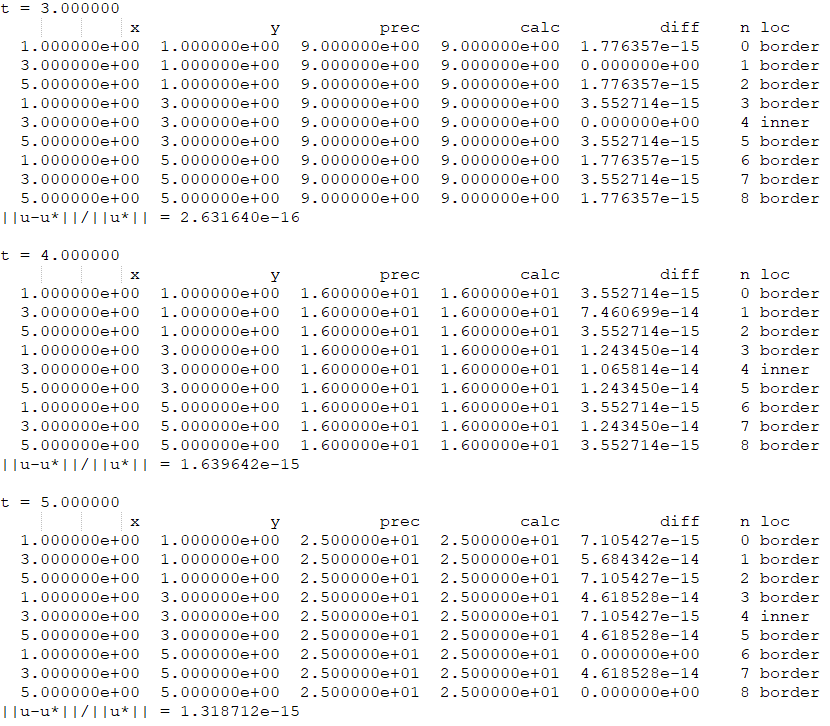 t = 3.000000
x y prec calc diff n loc
1.000000e+00 1.000000e+00 9.000000e+00 9.000000e+00 1.776357e-15 0 border
3.000000e+00 1.000000e+00 9.000000e+00 9.000000e+00 0.000000e+00 1 border
5.000000e+00 1.000000e+00 9.000000e+00 9.000000e+00 1.776357e-15 2 border
1.000000e+00 3.000000e+00 9.000000e+00 9.000000e+00 3.552714e-15 3 border
3.000000e+00 3.000000e+00 9.000000e+00 9.000000e+00 0.000000e+00 4 inner
5.000000e+00 3.000000e+00 9.000000e+00 9.000000e+00 3.552714e-15 5 border
1.000000e+00 5.000000e+00 9.000000e+00 9.000000e+00 1.776357e-15 6 border
3.000000e+00 5.000000e+00 9.000000e+00 9.000000e+00 3.552714e-15 7 border
5.000000e+00 5.000000e+00 9.000000e+00 9.000000e+00 1.776357e-15 8 border
||u-u*||/||u*|| = 2.631640e-16
t = 4.000000
x y prec calc diff n loc
1.000000e+00 1.000000e+00 1.600000e+01 1.600000e+01 3.552714e-15 0 border
3.000000e+00 1.000000e+00 1.600000e+01 1.600000e+01 7.460699e-14 1 border
5.000000e+00 1.000000e+00 1.600000e+01 1.600000e+01 3.552714e-15 2 border
1.000000e+00 3.000000e+00 1.600000e+01 1.600000e+01 1.243450e-14 3 border
3.000000e+00 3.000000e+00 1.600000e+01 1.600000e+01 1.065814e-14 4 inner
5.000000e+00 3.000000e+00 1.600000e+01 1.600000e+01 1.243450e-14 5 border
1.000000e+00 5.000000e+00 1.600000e+01 1.600000e+01 3.552714e-15 6 border
3.000000e+00 5.000000e+00 1.600000e+01 1.600000e+01 1.243450e-14 7 border
5.000000e+00 5.000000e+00 1.600000e+01 1.600000e+01 3.552714e-15 8 border
||u-u*||/||u*|| = 1.639642e-15
t = 5.000000
x y prec calc diff n loc
1.000000e+00 1.000000e+00 2.500000e+01 2.500000e+01 7.105427e-15 0 border
3.000000e+00 1.000000e+00 2.500000e+01 2.500000e+01 5.684342e-14 1 border
5.000000e+00 1.000000e+00 2.500000e+01 2.500000e+01 7.105427e-15 2 border
1.000000e+00 3.000000e+00 2.500000e+01 2.500000e+01 4.618528e-14 3 border
3.000000e+00 3.000000e+00 2.500000e+01 2.500000e+01 7.105427e-15 4 inner
5.000000e+00 3.000000e+00 2.500000e+01 2.500000e+01 4.618528e-14 5 border
1.000000e+00 5.000000e+00 2.500000e+01 2.500000e+01 0.000000e+00 6 border
3.000000e+00 5.000000e+00 2.500000e+01 2.500000e+01 4.618528e-14 7 border
5.000000e+00 5.000000e+00 2.500000e+01 2.500000e+01 0.000000e+00 8 border
||u-u*||/||u*|| = 1.318712e-15